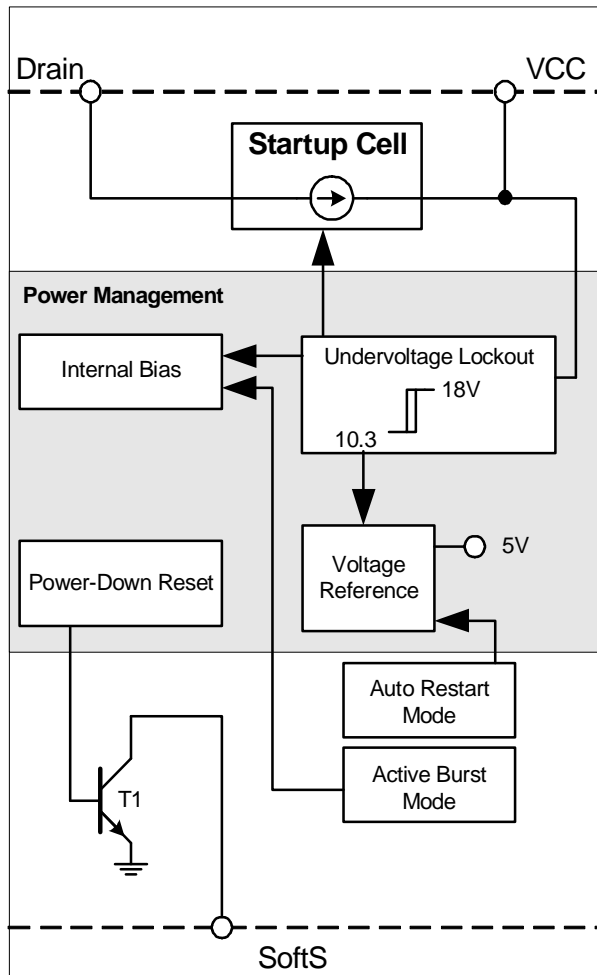 Drain
VCC
Startup Cell
Power Management
Internal Bias
Undervoltage Lockout
18V
10.3
Power-Down Reset
Voltage
Reference
5V
Auto Restart
Mode
T1
Active Burst
Mode
SoftS